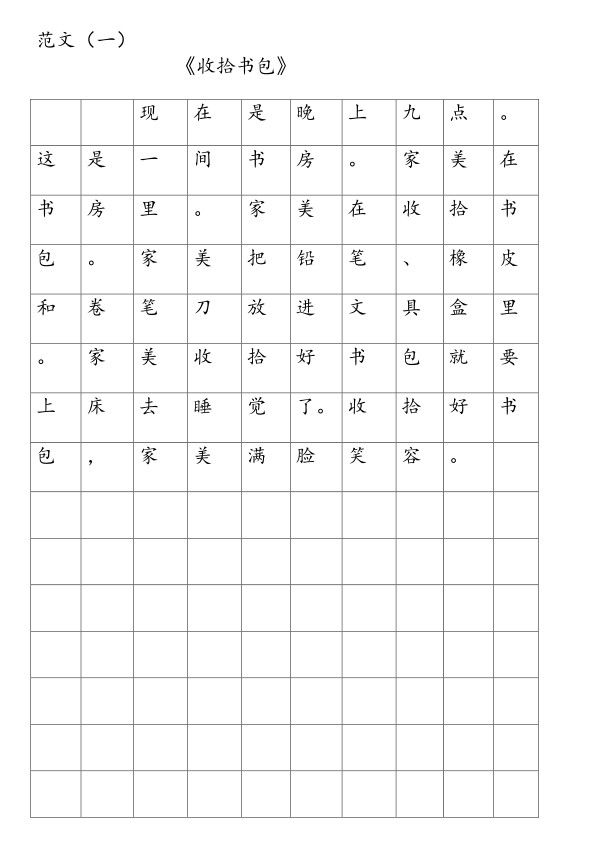 范文（一）
《收拾书包》
现在是晚上九点。
这是一间书房。家美在
书房里。家美在收拾书
包。家美把铅笔、橡皮
和卷笔刀放进文具盒里
。家美收拾好书包就要
上床去睡觉了。收拾好书
包，家美满脸笑容。